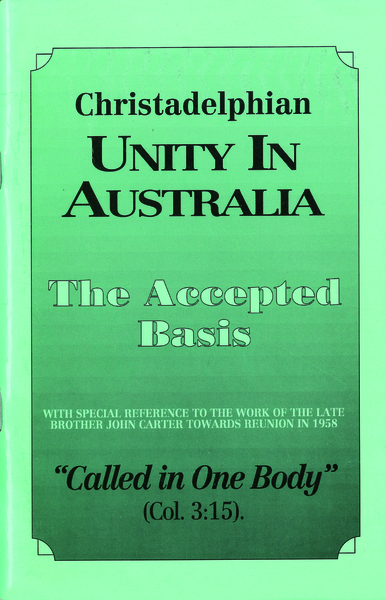 Christadelphian
UNITY IN
AUSTRALIA
The Accepted
Basis
WITH SPECIAL REFERENCE TO THE WORK OF THE LATE
BROTHER JOHN CARTER TOWARDS REUNION IN 1958
“Called in One Body”
(Col. 3:15).